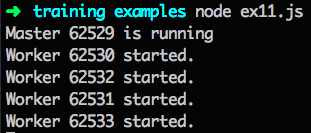 ➜ training examples node ex11.js
Master 62529 is running
Worker 62530 started.
Worker 62532 started.
Worker 62531 started.
Worker 62533 started.